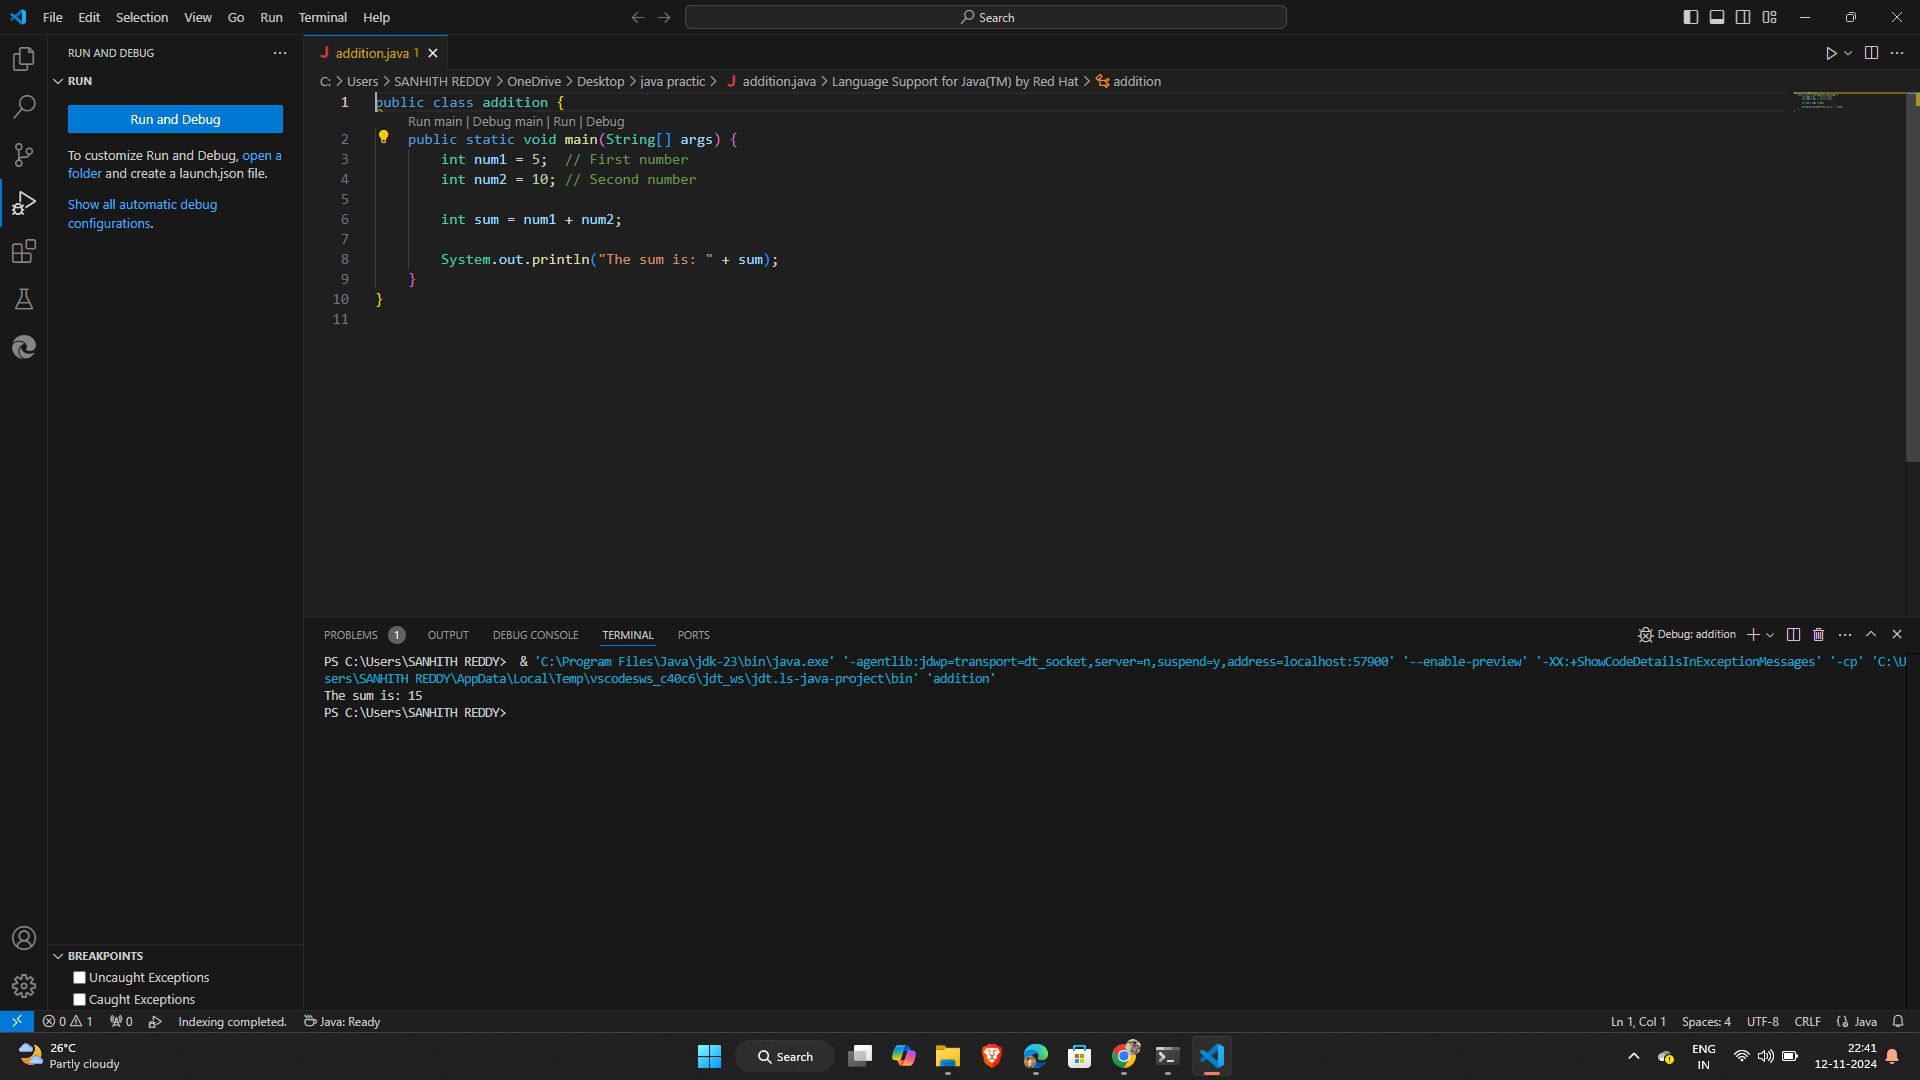 File Edit Selection View Go Run Terminal Help
Search
RUN AND DEBUG
RUN
Run and Debug
To customize Run and Debug, open a
folder and create a launch.json file.
Show all automatic debug
configurations.
addition.java 1
C: > Users > SANHITH REDDY > OneDrive > Desktop > java practic > addition.java > Language Support for Java(TM) by Red Hat > addition
1 public class addition {
Run main | Debug main | Run | Debug
2 public static void main(String[] args) {
3 int num1 = 5;  // First number
4 int num2 = 10; // Second number
5
6 int sum = num1 + num2;
7
8 System.out.println("The sum is: " + sum);
9 }
10 }
11
PROBLEMS 1 OUTPUT DEBUG CONSOLE TERMINAL PORTS
Debug: addition
PS C:\Users\SANHITH REDDY>  & 'C:\Program Files\Java\jdk-23\bin\java.exe' '-agentlib:jdwp=transport=dt_socket,server=n,suspend=y,address=localhost:57900' '--enable-preview' '-XX:+ShowCodeDetailsInExceptionMessages' '-cp' 'C:\U
sers\SANHITH REDDY\AppData\Local\Temp\vscodesws_c40c6\jdt_ws\jdt.ls-java-project\bin' 'addition'
The sum is: 15
PS C:\Users\SANHITH REDDY>
BREAKPOINTS
Uncaught Exceptions
Caught Exceptions
0 1 0 Indexing completed. Java: Ready
Ln 1, Col 1 Spaces: 4 UTF-8 CRLF Java
26°C
Partly cloudy
Search
ENG
IN
22:41
12-11-2024